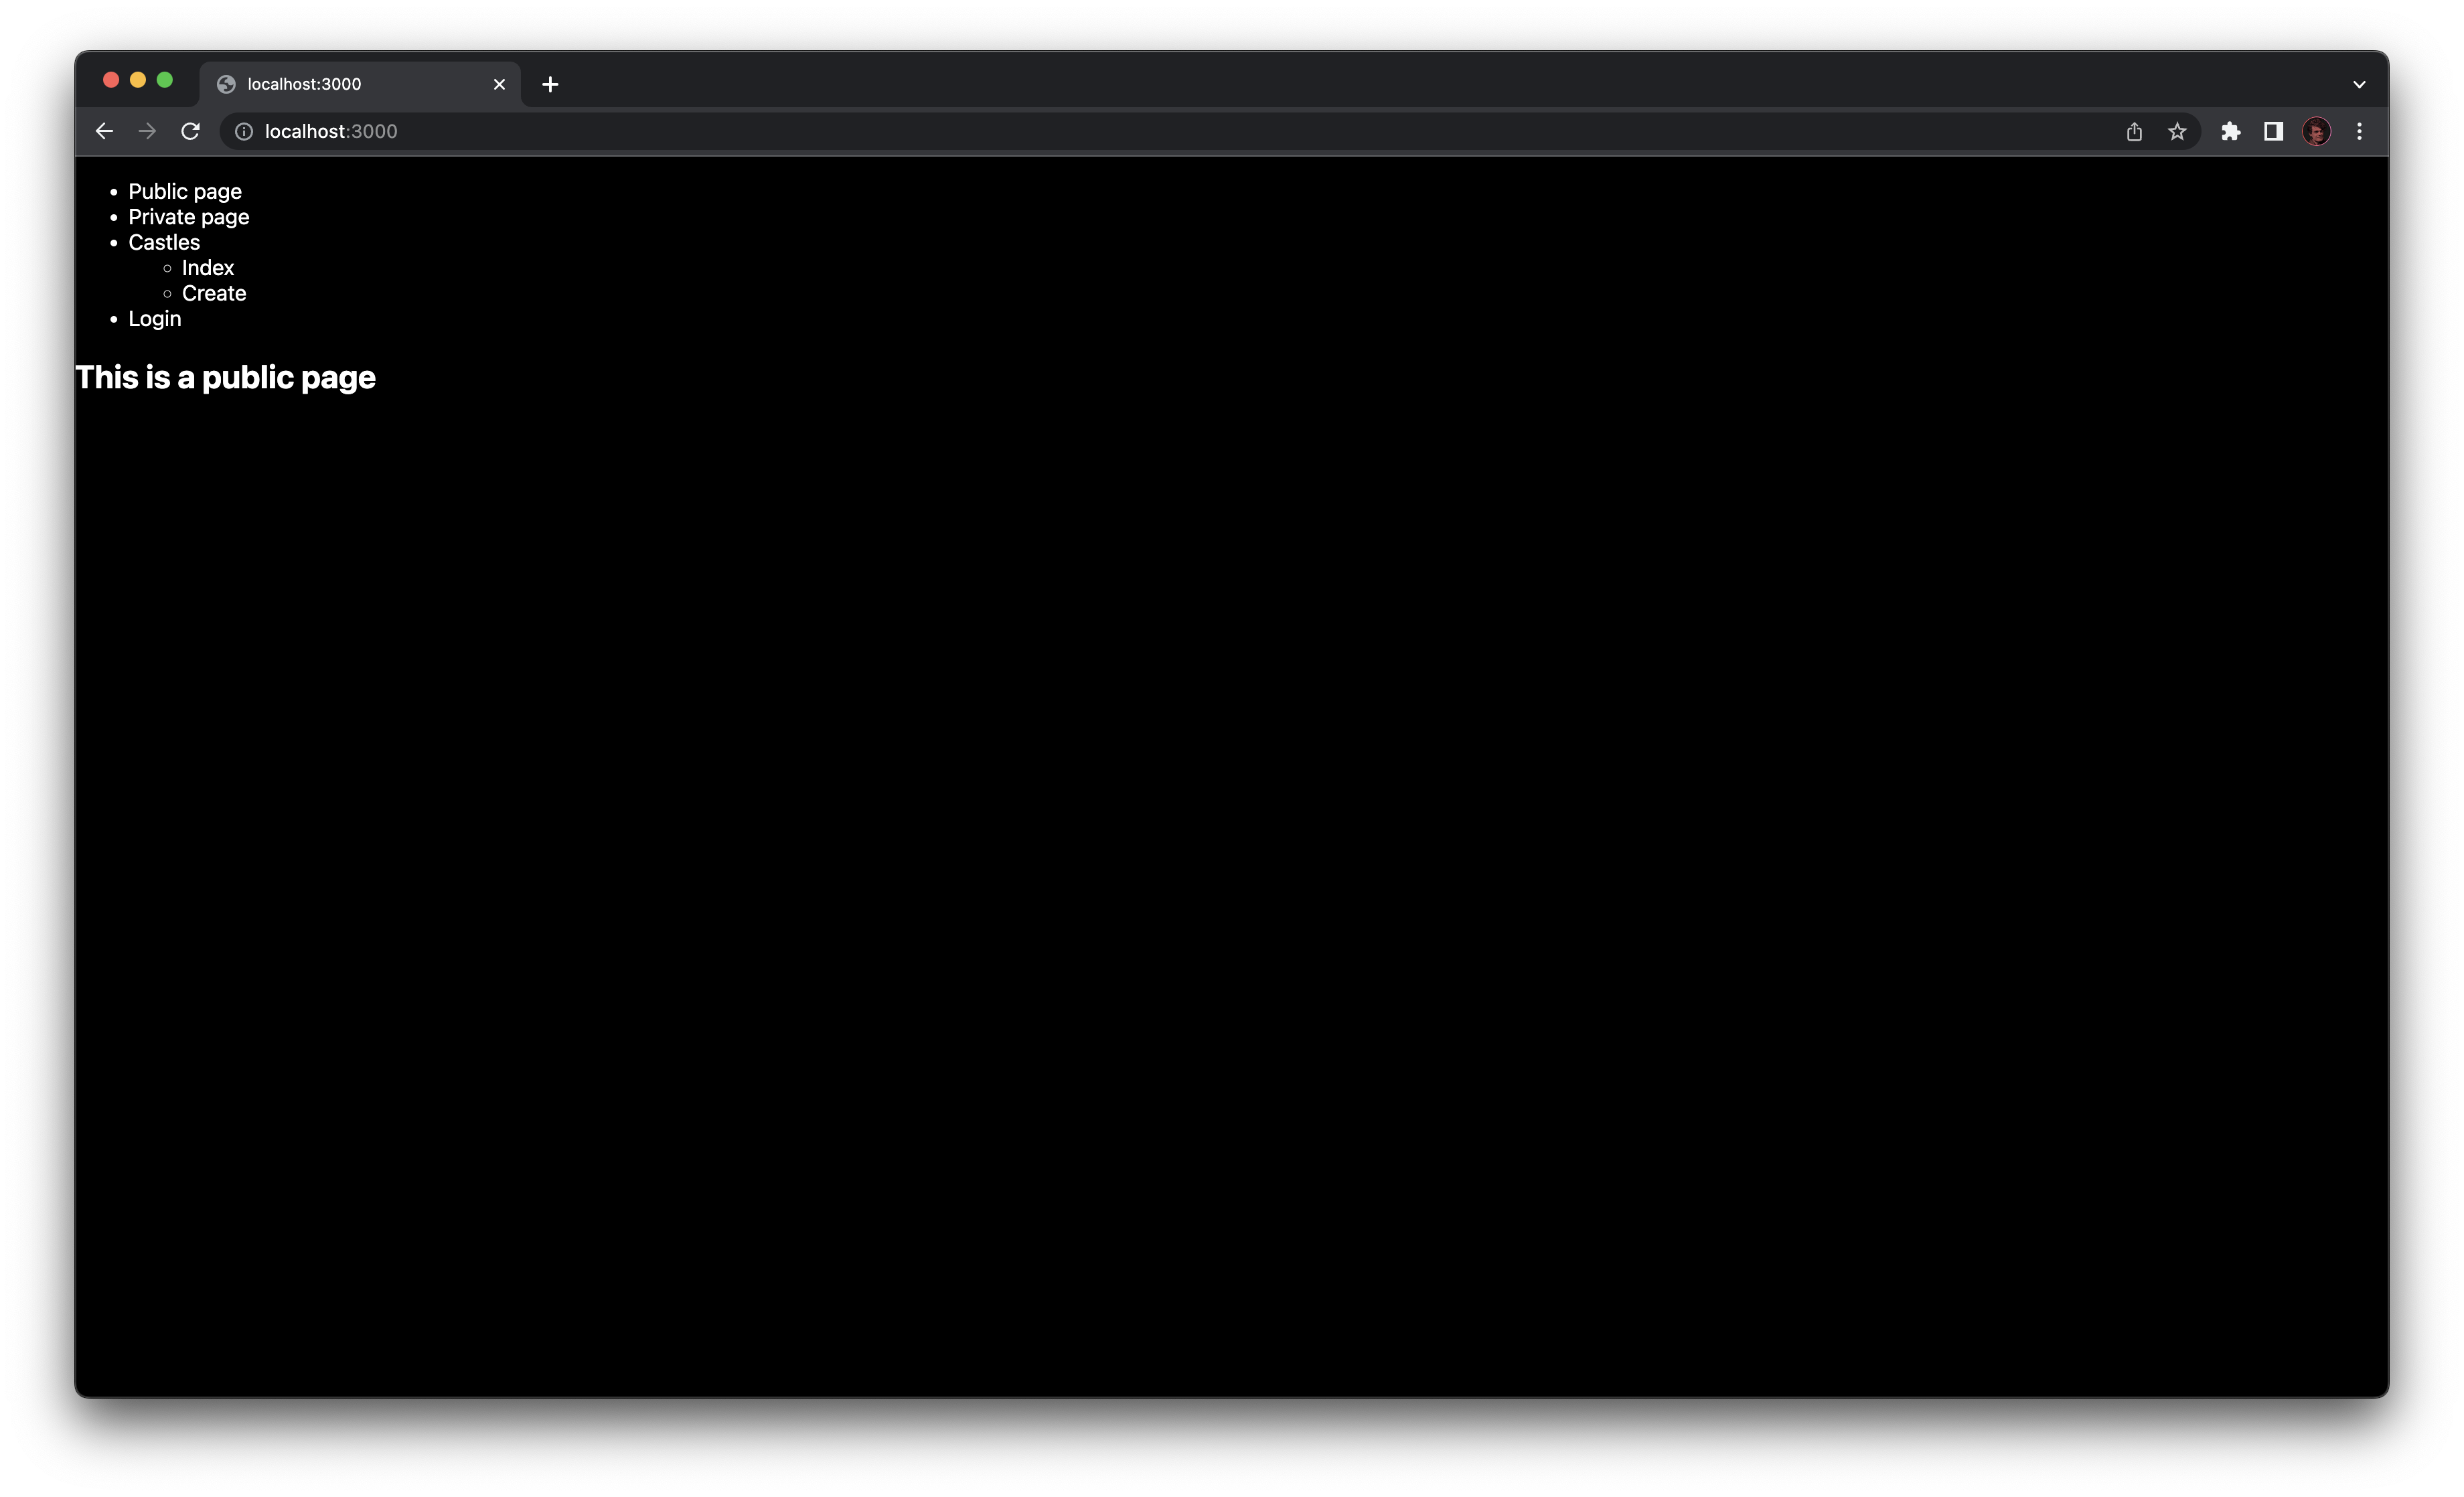 localhost:3000
localhost:3000
Public page
Private page
Castles
Index
Create
Login
This is a public page